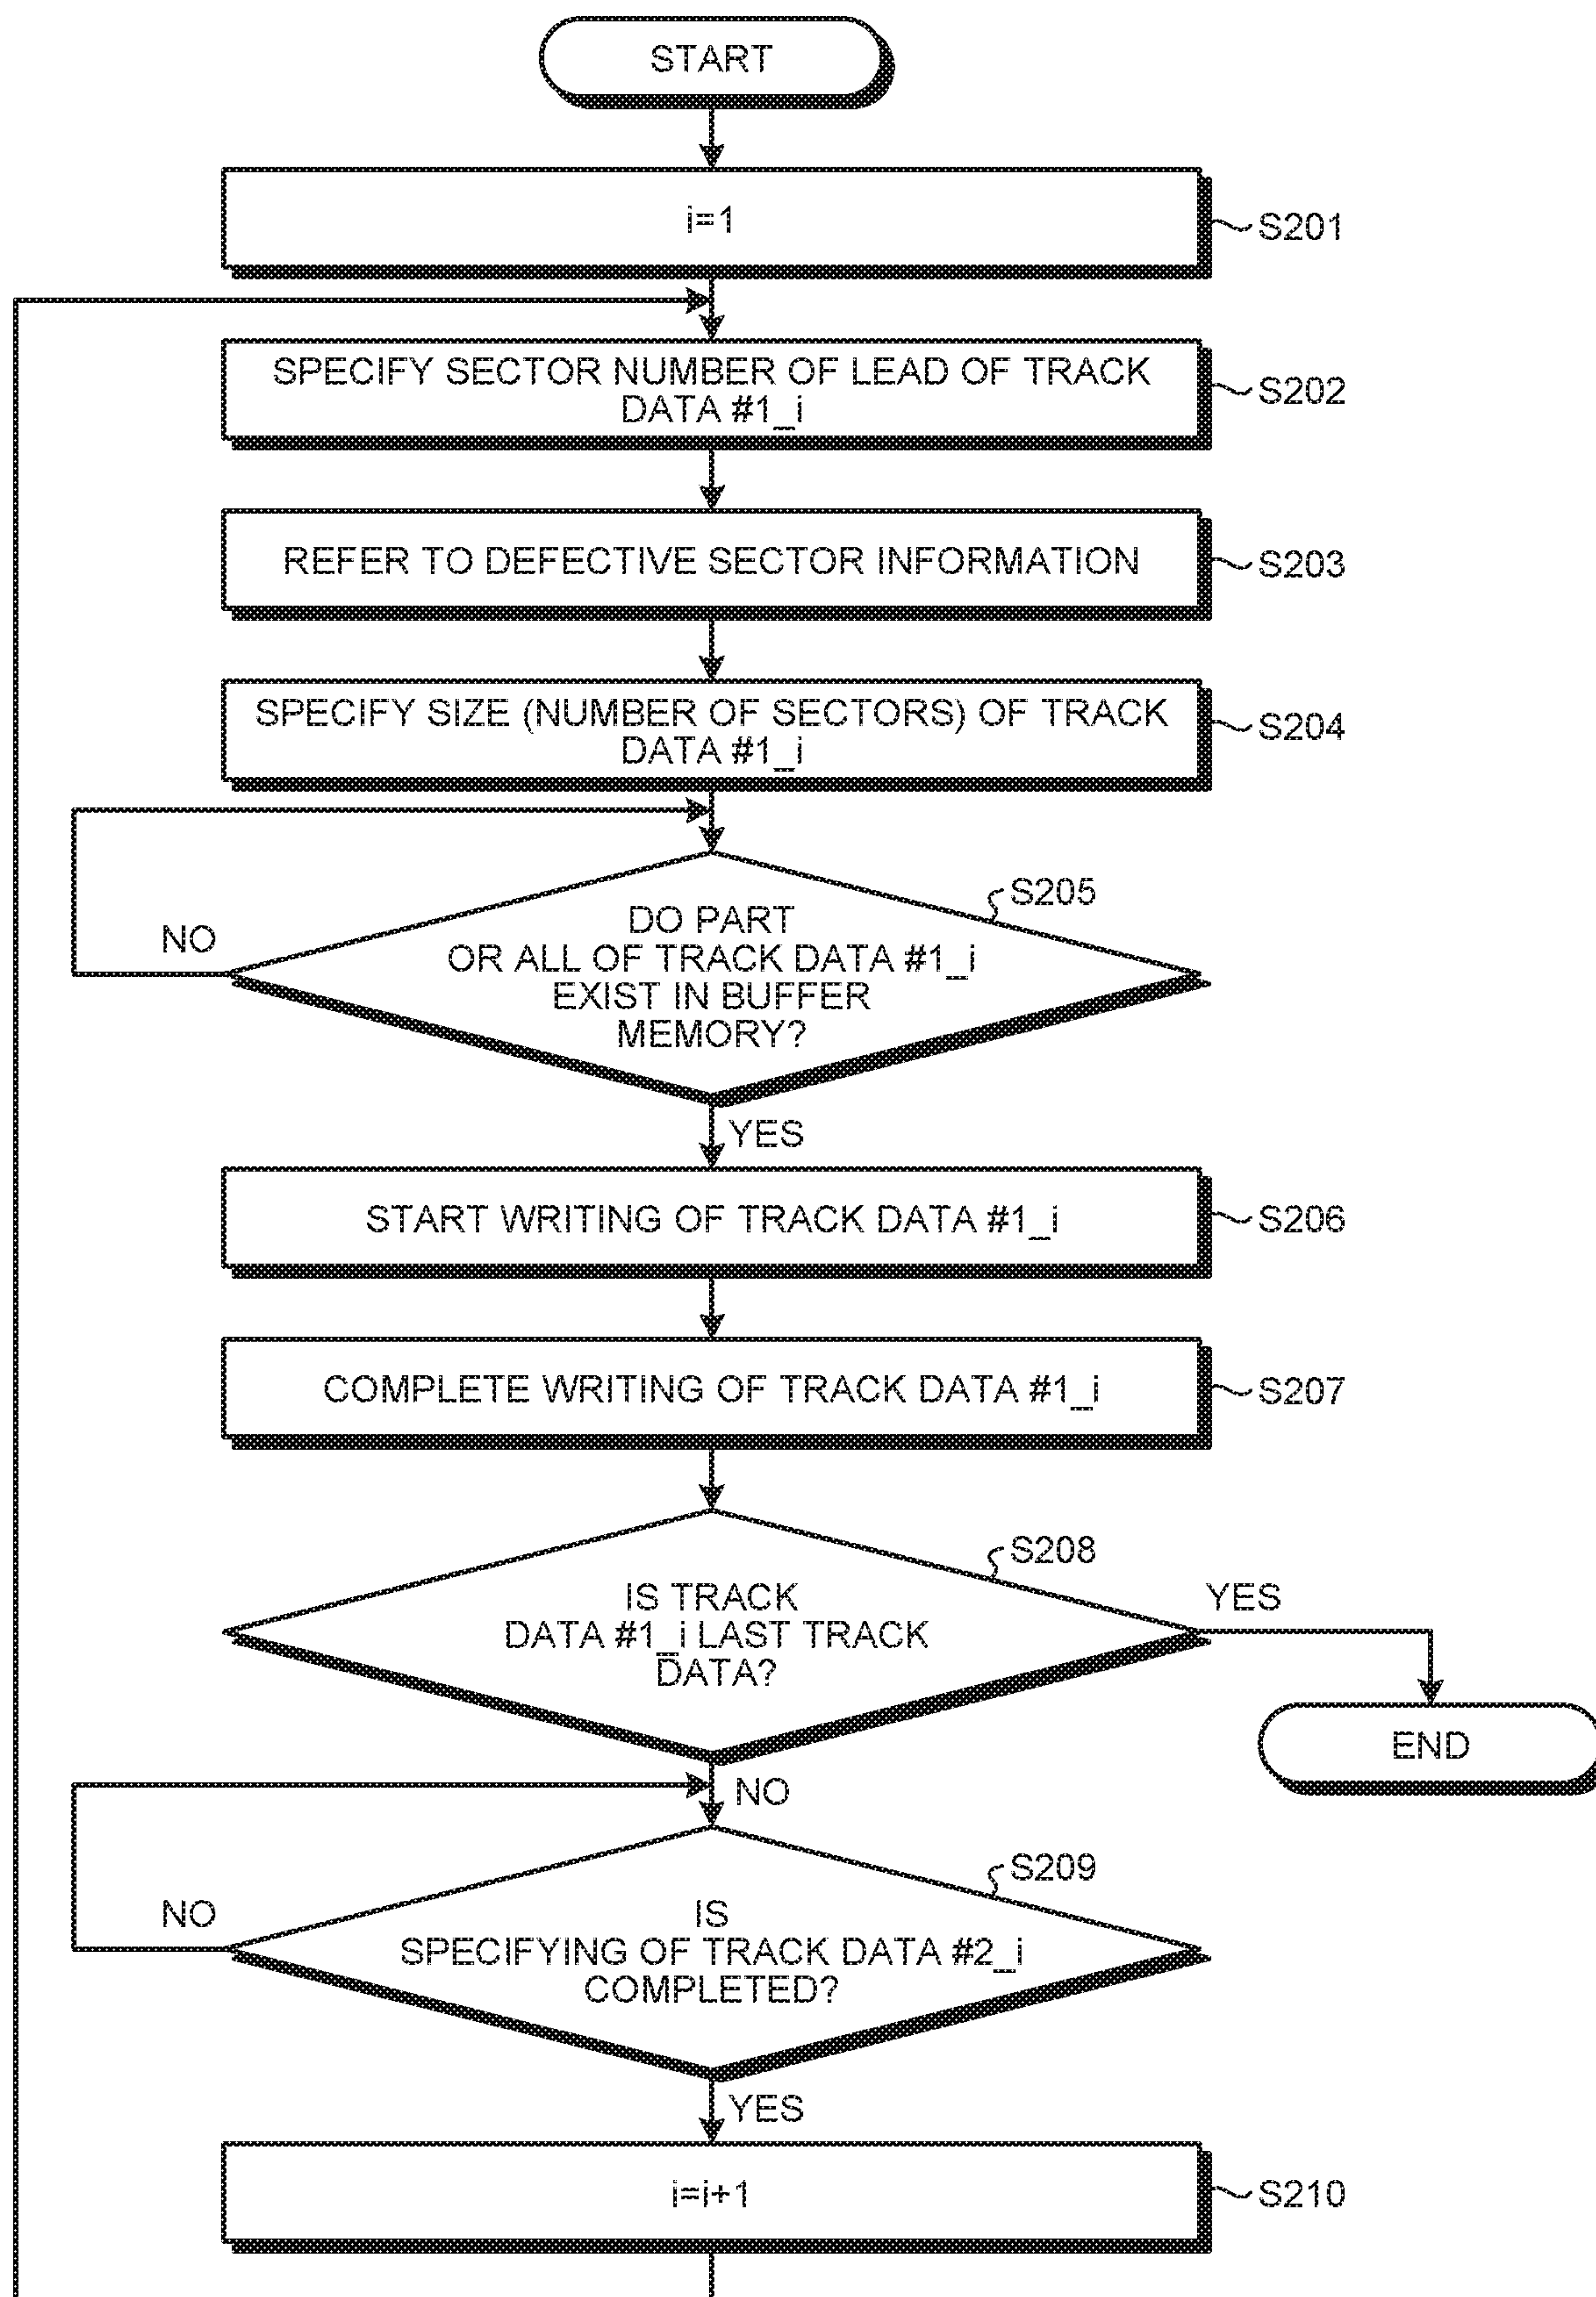 START
i=1
S201
SPECIFY SECTOR NUMBER OF LEAD OF TRACK
DATA #1_i
S202
REFER TO DEFECTIVE SECTOR INFORMATION
S203
SPECIFY SIZE (NUMBER OF SECTORS) OF TRACK
DATA #1_i
S204
S205
DO PART
OR ALL OF TRACK DATA #1_i
EXIST IN BUFFER
MEMORY?
NO
YES
START WRITING OF TRACK DATA #1_i
S206
COMPLETE WRITING OF TRACK DATA #1_i
S207
S208
IS TRACK
DATA #1_i LAST TRACK
DATA?
YES
END
NO
S209
IS
SPECIFYING OF TRACK DATA #2_i
COMPLETED?
NO
YES
i=i+1
S210